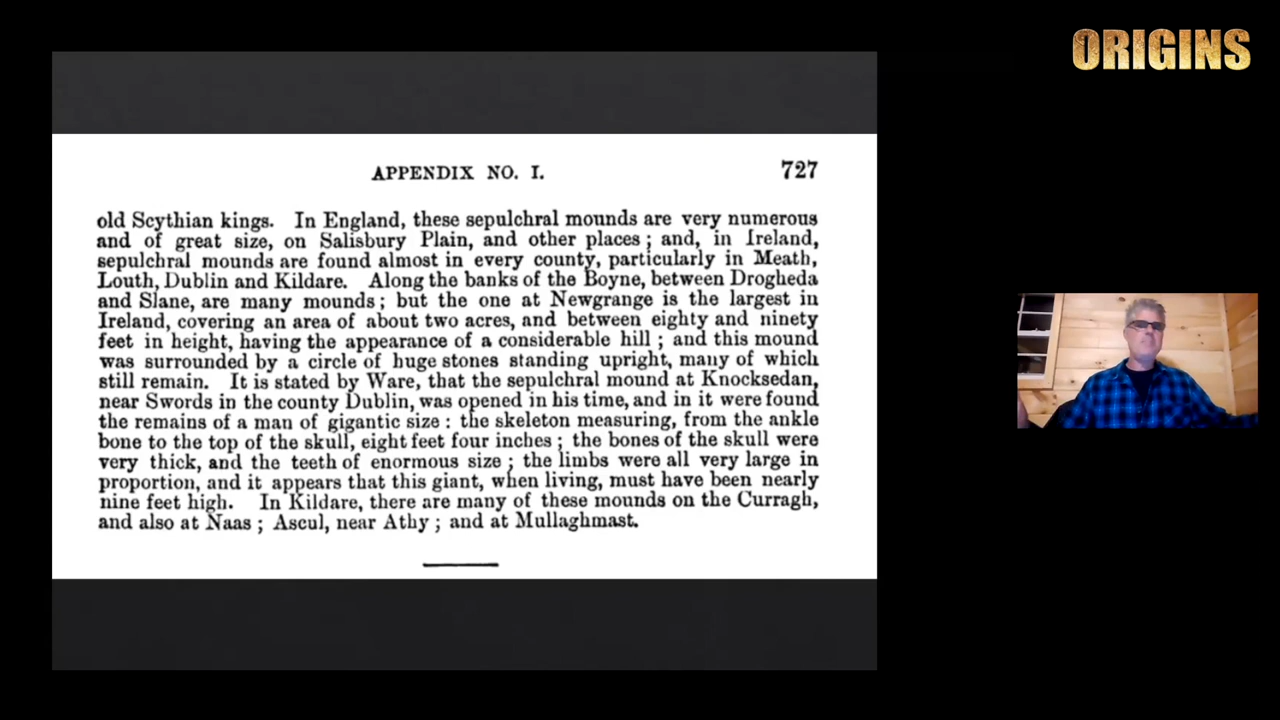 ORIGINS
APPENDIX NO. I. 727
old Scythian kings. In England, these sepulchral mounds are very numerous
and of great size, on Salisbury Plain, and other places ; and, in Ireland,
sepulchral mounds are found almost in every county, particularly in Meath,
Louth, Dublin and Kildare. Along the banks of the Boyne, between Drogheda
and Slane, are many mounds ; but the one at Newgrange is the largest in
Ireland, covering an area of about two acres, and between eighty and ninety
feet in height, having the appearance of a considerable hill ; and this mound
was surrounded by a circle of huge stones standing upright, many of which
still remain. It is stated by Ware, that the sepulchral mound at Knocksedan,
near Swords in the county Dublin, was opened in his time, and in it were found
the remains of a man of gigantic size : the skeleton measuring, from the ankle
bone to the top of the skull, eight feet four inches ; the bones of the skull were
very thick, and the teeth of enormous size ; the limbs were all very large in
proportion, and it appears that this giant, when living, must have been nearly
nine feet high. In Kildare, there are many of these mounds on the Curragh,
and also at Naas ; Ascul, near Athy ; and at Mullaghmast.